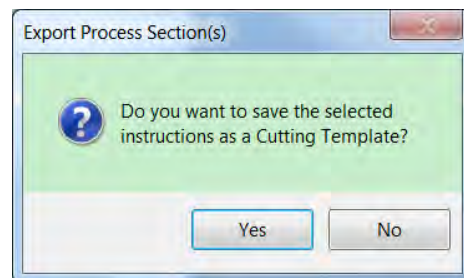 Export Process Section(s)
Do you want to save the selected
instructions as a Cutting Template?
Yes
No